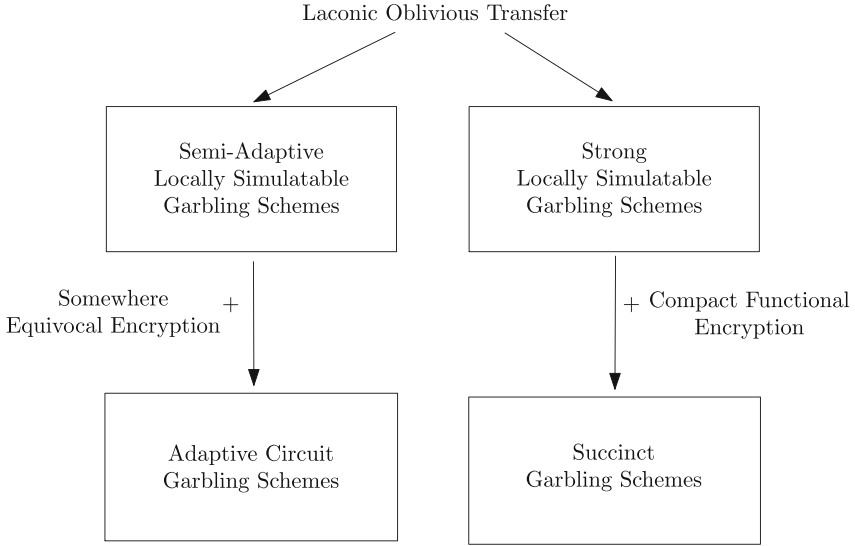 Laconic Oblivious Transfer
Semi-Adaptive
Locally Simulatable
Garbling Schemes
Strong
Locally Simulatable
Garbling Schemes
Somewhere
Equivocal Encryption
+
+ Compact Functional
Encryption
Adaptive Circuit
Garbling Schemes
Succinct
Garbling Schemes